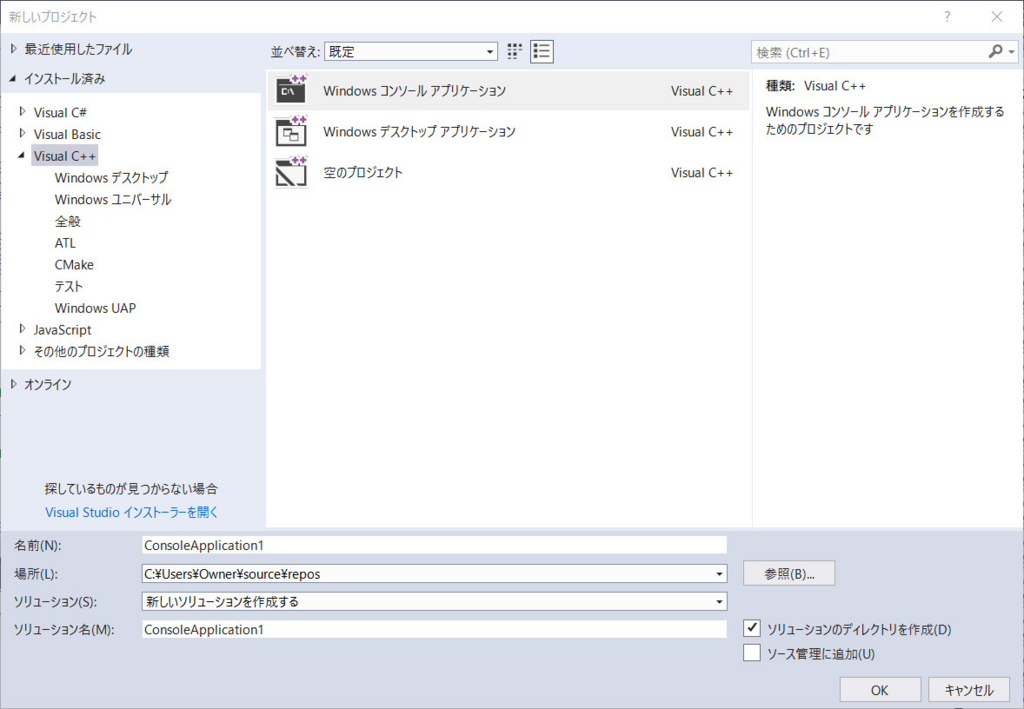 新しいプロジェクト
?
最近使用したファイル
インストール済み
Visual C#
Visual Basic
Visual C++
Windows デスクトップ
Windows ユニバーサル
全般
ATL
CMake
テスト
Windows UAP
JavaScript
その他のプロジェクトの種類
オンライン
探しているものが見つからない場合
Visual Studio インストーラーを開く
並べ替え: 既定
C:\
Windows コンソール アプリケーション Visual C++
Windows デスクトップ アプリケーション Visual C++
空のプロジェクト Visual C++
検索 (Ctrl+E)
種類: Visual C++
Windows コンソール アプリケーションを作成する
ためのプロジェクトです
名前(N): ConsoleApplication1
場所(L): C:¥Users¥Owner¥source¥repos 参照(B)...
ソリューション(S): 新しいソリューションを作成する
ソリューション名(M): ConsoleApplication1
ソリューションのディレクトリを作成(D)
ソース管理に追加(U)
OK キャンセル